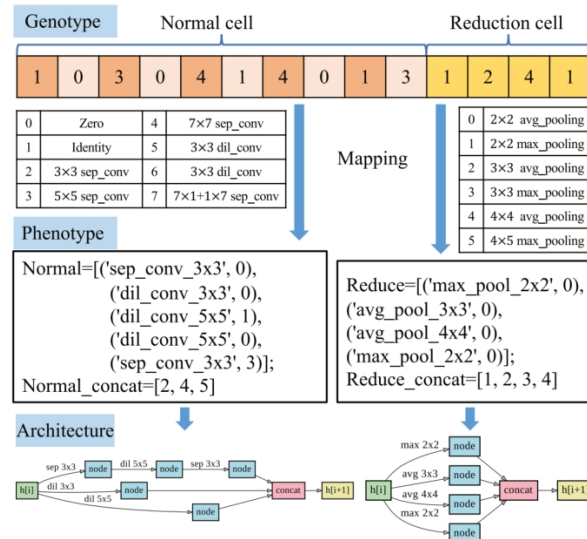 Genotype
Normal cell
Reduction cell
1 0 3 0 4 1 4 0 1 3 1 2 4 1
0 Zero 4 7×7 sep_conv
1 Identity 5 3×3 dil_conv
2 3×3 sep_conv 6 3×3 dil_conv
3 5×5 sep_conv 7 7×1+1×7 sep_conv
Mapping
0 2×2 avg_pooling
1 2×2 max_pooling
2 3×3 avg_pooling
3 3×3 max_pooling
4 4×4 avg_pooling
5 4×5 max_pooling
Phenotype
Normal=[('sep_conv_3x3', 0),
('dil_conv_3x3', 0),
('dil_conv_5x5', 1),
('dil_conv_5x5', 0),
('sep_conv_3x3', 3)];
Normal_concat=[2, 4, 5]
Reduce=[('max_pool_2x2', 0),
('avg_pool_3x3', 0),
('avg_pool_4x4', 0),
('max_pool_2x2', 0)];
Reduce_concat=[1, 2, 3, 4]
Architecture
h[i]
sep 3x3
node
dil 5x5
node
sep 3x3
node
dil 3x3
node
dil 5x5
node
concat
h[i+1]
h[i]
max 2x2
node
avg 3x3
node
avg 4x4
node
max 2x2
node
concat
h[i+1]